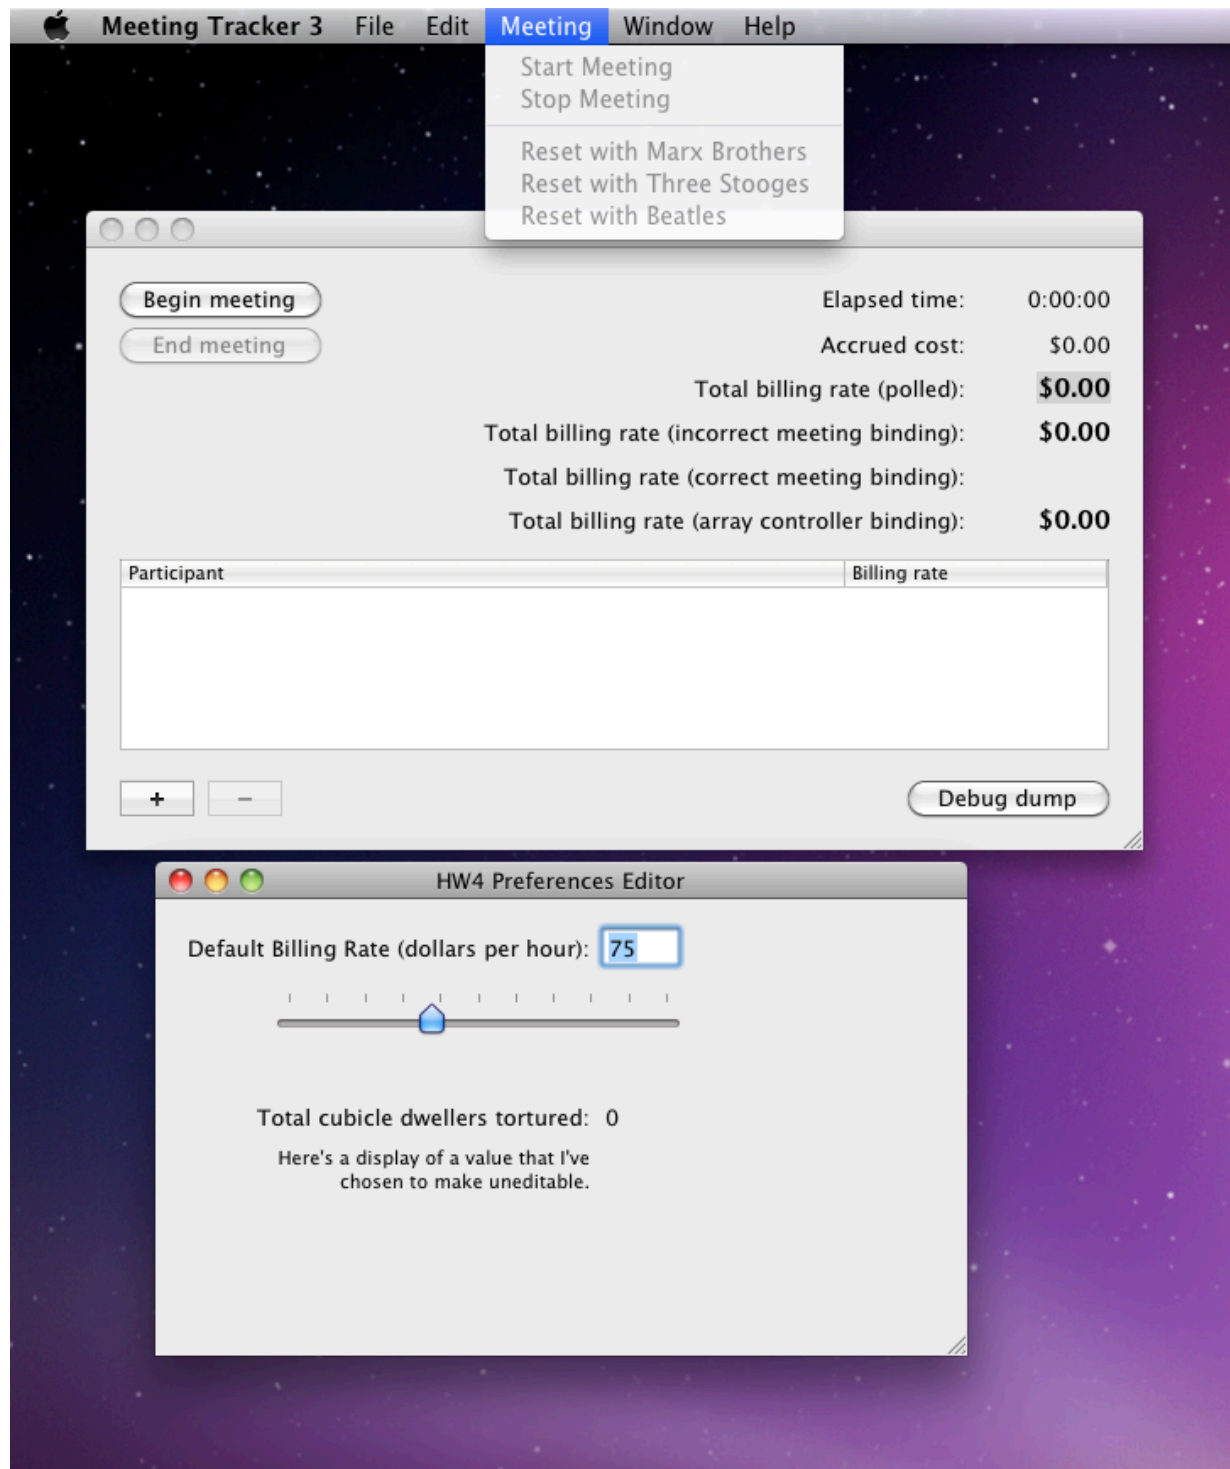 Meeting Tracker 3 File Edit Meeting Window Help
Start Meeting
Stop Meeting
Reset with Marx Brothers
Reset with Three Stooges
Reset with Beatles
Begin meeting
End meeting
Elapsed time: 0:00:00
Accrued cost: $0.00
Total billing rate (polled): $0.00
Total billing rate (incorrect meeting binding): $0.00
Total billing rate (correct meeting binding):
Total billing rate (array controller binding): $0.00
Participant Billing rate
+ −
Debug dump
HW4 Preferences Editor
Default Billing Rate (dollars per hour): 75
Total cubicle dwellers tortured: 0
Here's a display of a value that I've
chosen to make uneditable.